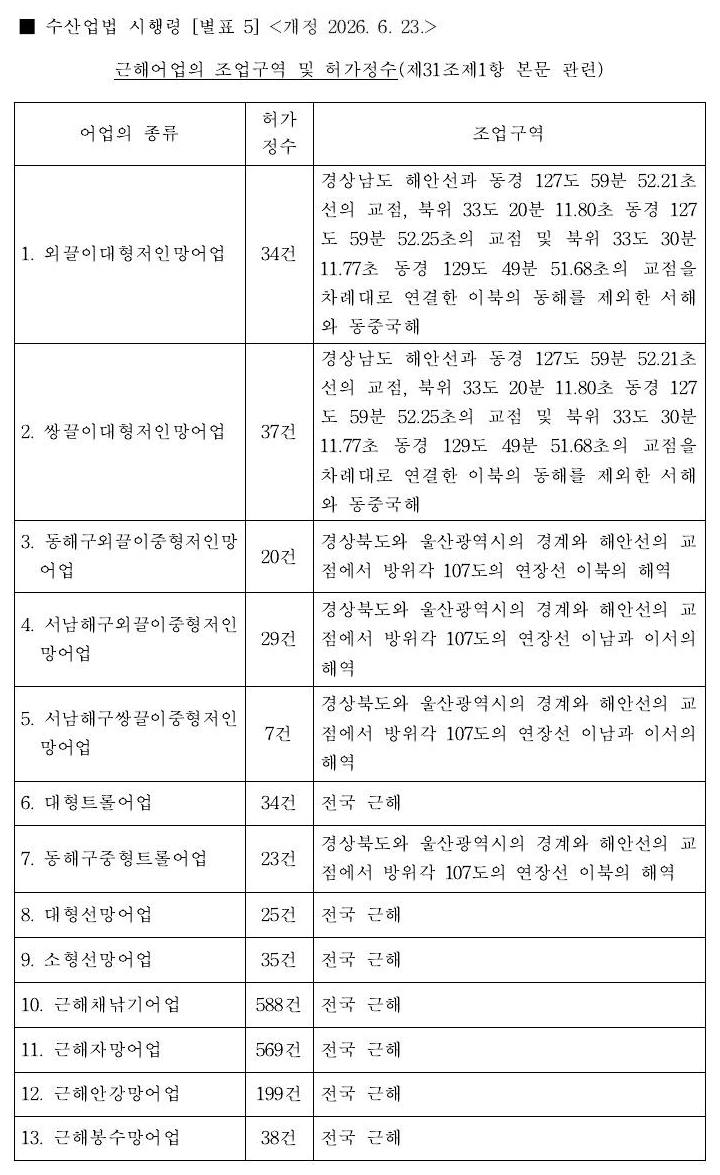 ■ 수산업법 시행령 [별표 5] <개정 2026. 6. 23.>
근해어업의 조업구역 및 허가정수(제31조제1항 본문 관련)
어업의 종류
허가
정수
조업구역
1. 외끌이대형저인망어업
34건
경상남도 해안선과 동경 127도 59분 52.21초
선의 교점, 북위 33도 20분 11.80초 동경 127
도 59분 52.25초의 교점 및 북위 33도 30분
11.77초 동경 129도 49분 51.68초의 교점을
차례대로 연결한 이북의 동해를 제외한 서해
와 동중국해
2. 쌍끌이대형저인망어업
37건
경상남도 해안선과 동경 127도 59분 52.21초
선의 교점, 북위 33도 20분 11.80초 동경 127
도 59분 52.25초의 교점 및 북위 33도 30분
11.77초 동경 129도 49분 51.68초의 교점을
차례대로 연결한 이북의 동해를 제외한 서해
와 동중국해
3. 동해구외끌이중형저인망
어업
20건
경상북도와 울산광역시의 경계와 해안선의 교
점에서 방위각 107도의 연장선 이북의 해역
4. 서남해구외끌이중형저인
망어업
29건
경상북도와 울산광역시의 경계와 해안선의 교
점에서 방위각 107도의 연장선 이남과 이서의
해역
5. 서남해구쌍끌이중형저인
망어업
7건
경상북도와 울산광역시의 경계와 해안선의 교
점에서 방위각 107도의 연장선 이남과 이서의
해역
6. 대형트롤어업
34건
전국 근해
7. 동해구중형트롤어업
23건
경상북도와 울산광역시의 경계와 해안선의 교
점에서 방위각 107도의 연장선 이북의 해역
8. 대형선망어업
25건
전국 근해
9. 소형선망어업
35건
전국 근해
10. 근해채낚기어업
588건
전국 근해
11. 근해자망어업
569건
전국 근해
12. 근해안강망어업
199건
전국 근해
13. 근해봉수망어업
38건
전국 근해